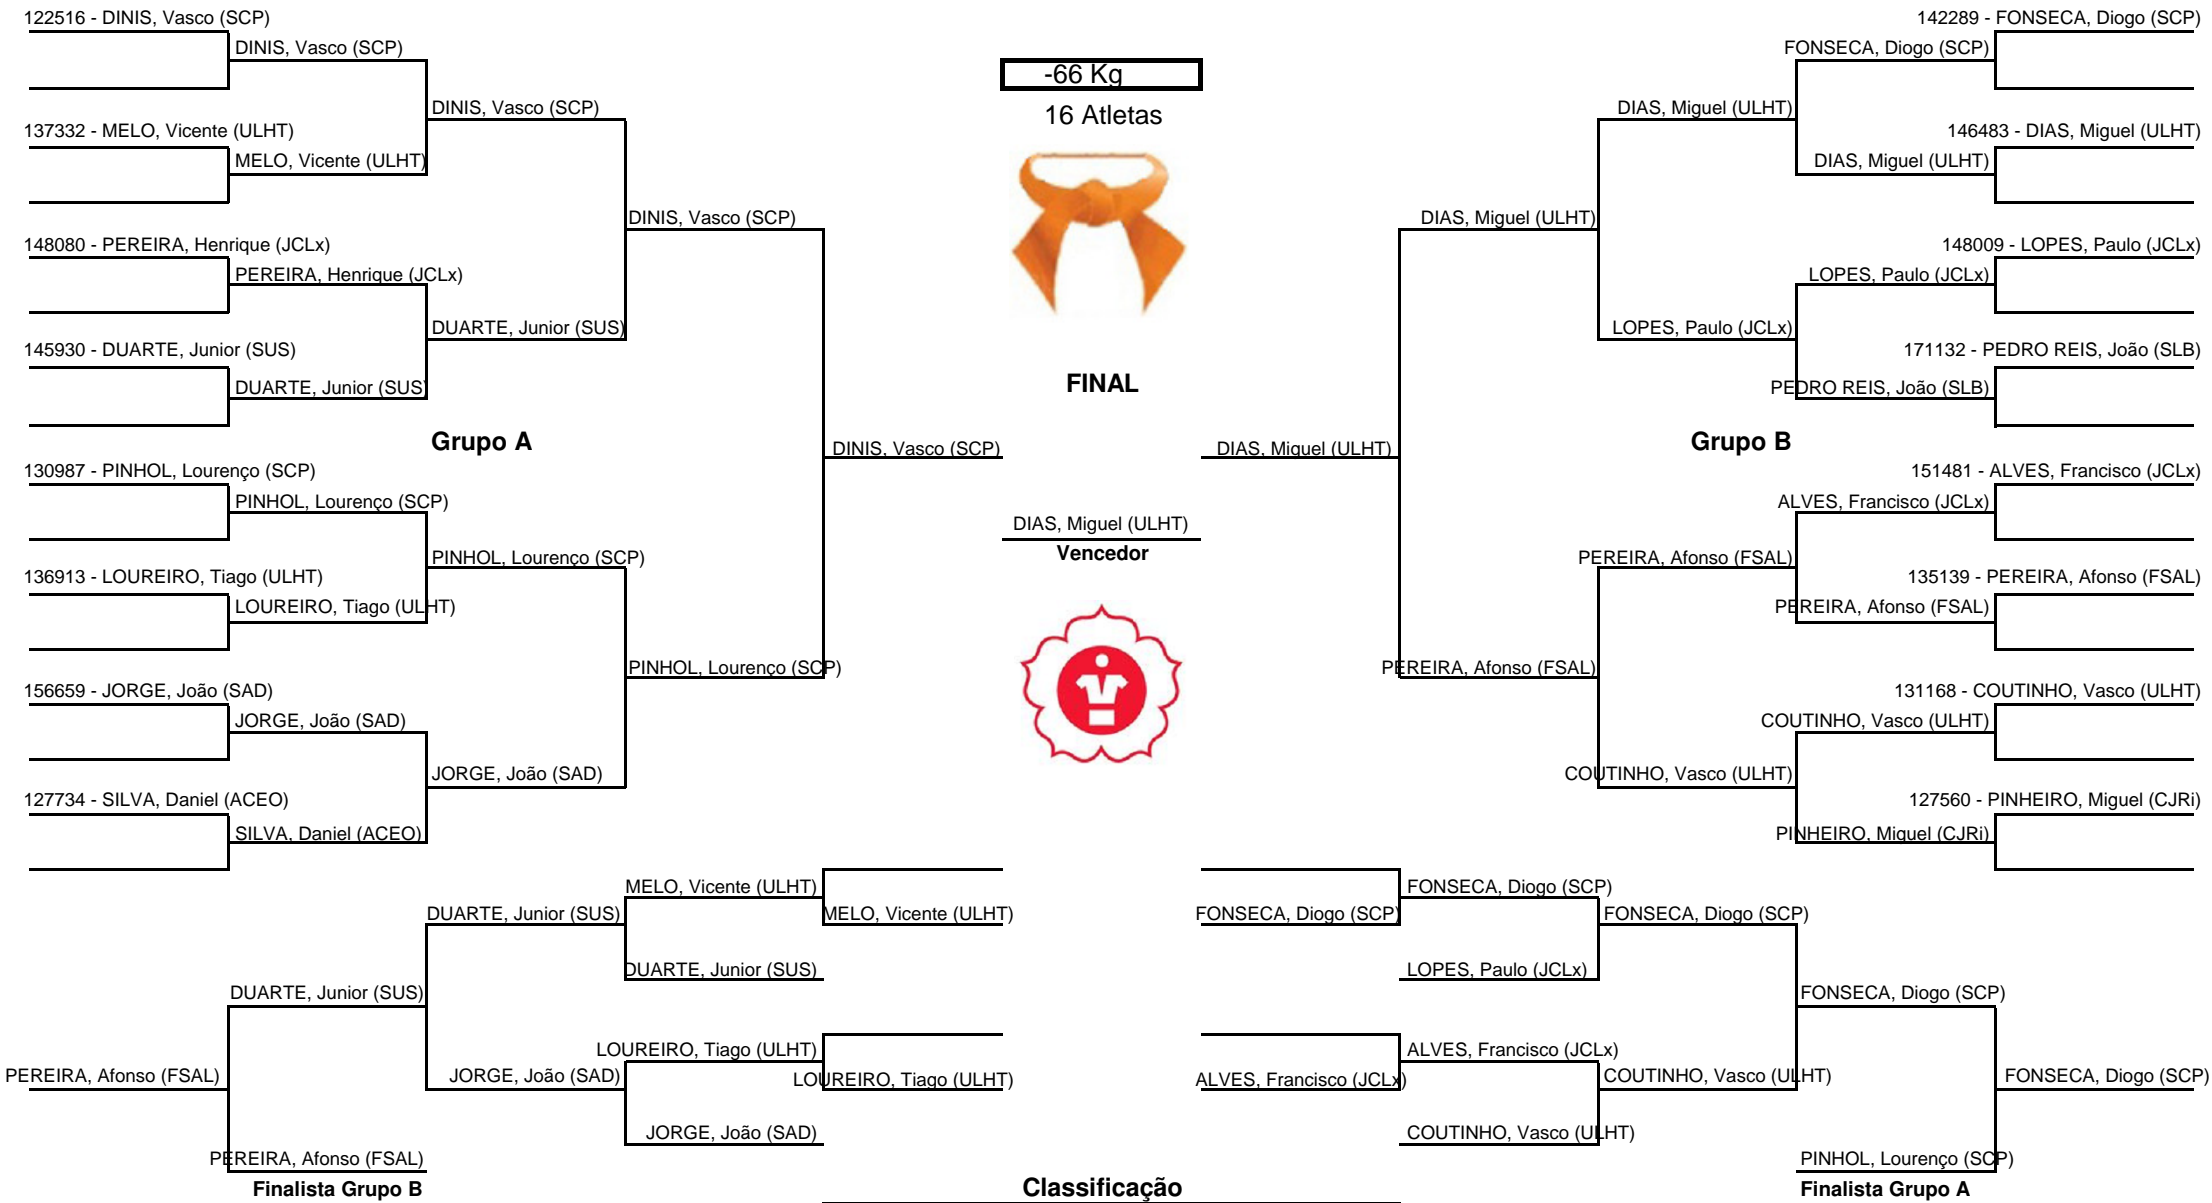 122516 - DINIS, Vasco (SCP)
DINIS, Vasco (SCP)
DINIS, Vasco (SCP)
137332 - MELO, Vicente (ULHT)
MELO, Vicente (ULHT)
DINIS, Vasco (SCP)
148080 - PEREIRA, Henrique (JCLx)
PEREIRA, Henrique (JCLx)
DUARTE, Junior (SUS)
145930 - DUARTE, Junior (SUS)
DUARTE, Junior (SUS)
Grupo A
DINIS, Vasco (SCP)
130987 - PINHOL, Lourenço (SCP)
PINHOL, Lourenço (SCP)
PINHOL, Lourenço (SCP)
136913 - LOUREIRO, Tiago (ULHT)
LOUREIRO, Tiago (ULHT)
PINHOL, Lourenço (SCP)
156659 - JORGE, João (SAD)
JORGE, João (SAD)
JORGE, João (SAD)
127734 - SILVA, Daniel (ACEO)
SILVA, Daniel (ACEO)
-66 Kg
16 Atletas
FINAL
DIAS, Miguel (ULHT)
Vencedor
142289 - FONSECA, Diogo (SCP)
FONSECA, Diogo (SCP)
DIAS, Miguel (ULHT)
146483 - DIAS, Miguel (ULHT)
DIAS, Miguel (ULHT)
DIAS, Miguel (ULHT)
148009 - LOPES, Paulo (JCLx)
LOPES, Paulo (JCLx)
LOPES, Paulo (JCLx)
171132 - PEDRO REIS, João (SLB)
PEDRO REIS, João (SLB)
Grupo B
DIAS, Miguel (ULHT)
151481 - ALVES, Francisco (JCLx)
ALVES, Francisco (JCLx)
PEREIRA, Afonso (FSAL)
135139 - PEREIRA, Afonso (FSAL)
PEREIRA, Afonso (FSAL)
PEREIRA, Afonso (FSAL)
131168 - COUTINHO, Vasco (ULHT)
COUTINHO, Vasco (ULHT)
COUTINHO, Vasco (ULHT)
127560 - PINHEIRO, Miguel (CJRi)
PINHEIRO, Miguel (CJRi)
MELO, Vicente (ULHT)
DUARTE, Junior (SUS)
MELO, Vicente (ULHT)
DUARTE, Junior (SUS)
DUARTE, Junior (SUS)
LOUREIRO, Tiago (ULHT)
PEREIRA, Afonso (FSAL)
JORGE, João (SAD)
LOUREIRO, Tiago (ULHT)
JORGE, João (SAD)
PEREIRA, Afonso (FSAL)
Finalista Grupo B
FONSECA, Diogo (SCP)
FONSECA, Diogo (SCP)
FONSECA, Diogo (SCP)
LOPES, Paulo (JCLx)
FONSECA, Diogo (SCP)
ALVES, Francisco (JCLx)
ALVES, Francisco (JCLx)
COUTINHO, Vasco (ULHT)
FONSECA, Diogo (SCP)
COUTINHO, Vasco (ULHT)
PINHOL, Lourenço (SCP)
Finalista Grupo A
Classificação